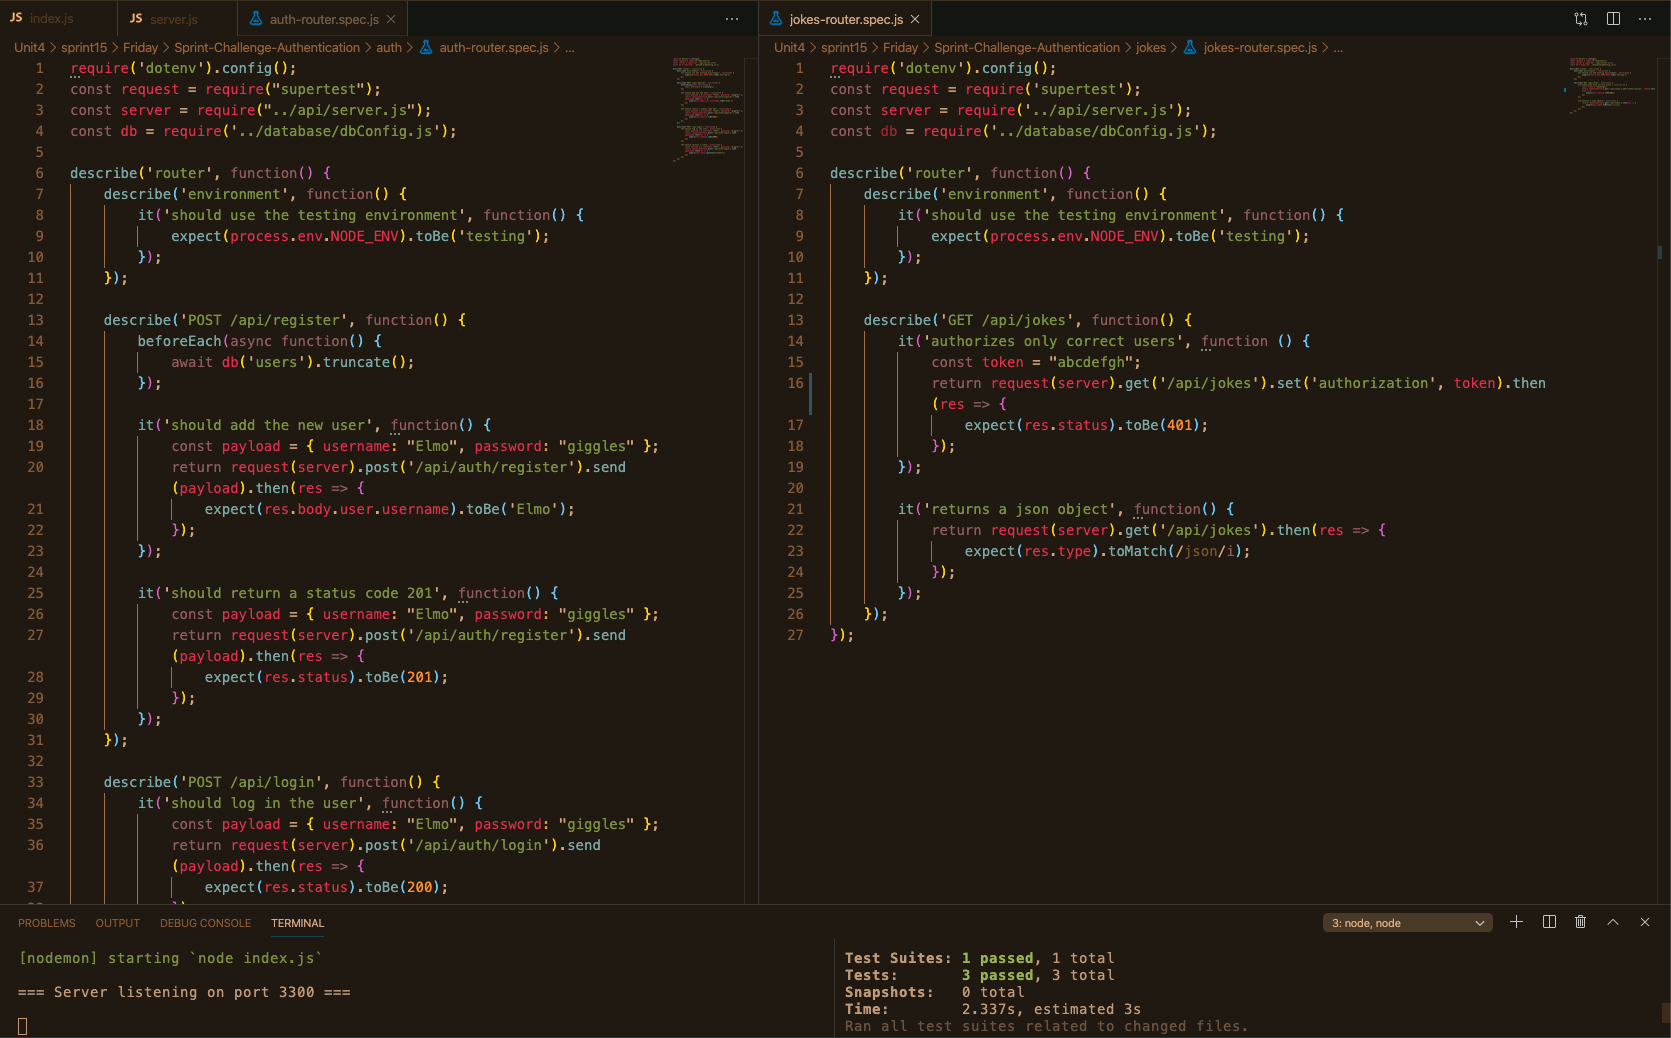 JS index.js
JS server.js
auth-router.spec.js
Unit4 > sprint15 > Friday > Sprint-Challenge-Authentication > auth > auth-router.spec.js > ...
1 require('dotenv').config();
2 const request = require("supertest");
3 const server = require("../api/server.js");
4 const db = require('../database/dbConfig.js');
5
6 describe('router', function() {
7 describe('environment', function() {
8 it('should use the testing environment', function() {
9 expect(process.env.NODE_ENV).toBe('testing');
10 });
11 });
12
13 describe('POST /api/register', function() {
14 beforeEach(async function() {
15 await db('users').truncate();
16 });
17
18 it('should add the new user', function() {
19 const payload = { username: "Elmo", password: "giggles" };
20 return request(server).post('/api/auth/register').send
(payload).then(res => {
21 expect(res.body.user.username).toBe('Elmo');
22 });
23 });
24
25 it('should return a status code 201', function() {
26 const payload = { username: "Elmo", password: "giggles" };
27 return request(server).post('/api/auth/register').send
(payload).then(res => {
28 expect(res.status).toBe(201);
29 });
30 });
31 });
32
33 describe('POST /api/login', function() {
34 it('should log in the user', function() {
35 const payload = { username: "Elmo", password: "giggles" };
36 return request(server).post('/api/auth/login').send
(payload).then(res => {
37 expect(res.status).toBe(200);
jokes-router.spec.js
Unit4 > sprint15 > Friday > Sprint-Challenge-Authentication > jokes > jokes-router.spec.js > ...
1 require('dotenv').config();
2 const request = require('supertest');
3 const server = require('../api/server.js');
4 const db = require('../database/dbConfig.js');
5
6 describe('router', function() {
7 describe('environment', function() {
8 it('should use the testing environment', function() {
9 expect(process.env.NODE_ENV).toBe('testing');
10 });
11 });
12
13 describe('GET /api/jokes', function() {
14 it('authorizes only correct users', function () {
15 const token = "abcdefgh";
16 return request(server).get('/api/jokes').set('authorization', token).then
(res => {
17 expect(res.status).toBe(401);
18 });
19 });
20
21 it('returns a json object', function() {
22 return request(server).get('/api/jokes').then(res => {
23 expect(res.type).toMatch(/json/i);
24 });
25 });
26 });
27 });
PROBLEMS OUTPUT DEBUG CONSOLE TERMINAL
3: node, node
[nodemon] starting `node index.js`
=== Server listening on port 3300 ===
Test Suites: 1 passed, 1 total
Tests: 3 passed, 3 total
Snapshots: 0 total
Time: 2.337s, estimated 3s
Ran all test suites related to changed files.